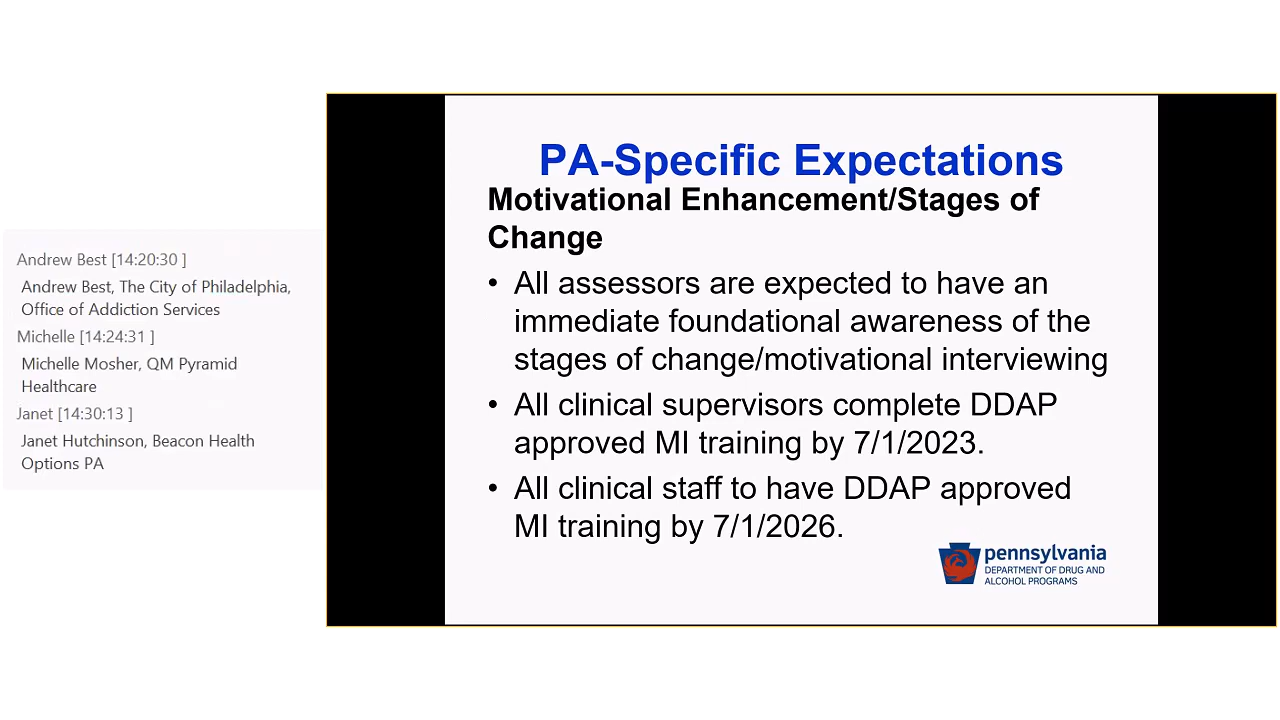 Andrew Best [14:20:30 ]
Andrew Best, The City of Philadelphia,
Office of Addiction Services
Michelle [14:24:31 ]
Michelle Mosher, QM Pyramid
Healthcare
Janet [14:30:13 ]
Janet Hutchinson, Beacon Health
Options PA
PA-Specific Expectations
Motivational Enhancement/Stages of
Change
• All assessors are expected to have an
immediate foundational awareness of the
stages of change/motivational interviewing
• All clinical supervisors complete DDAP
approved MI training by 7/1/2023.
• All clinical staff to have DDAP approved
MI training by 7/1/2026.
pennsylvania
DEPARTMENT OF DRUG AND
ALCOHOL PROGRAMS